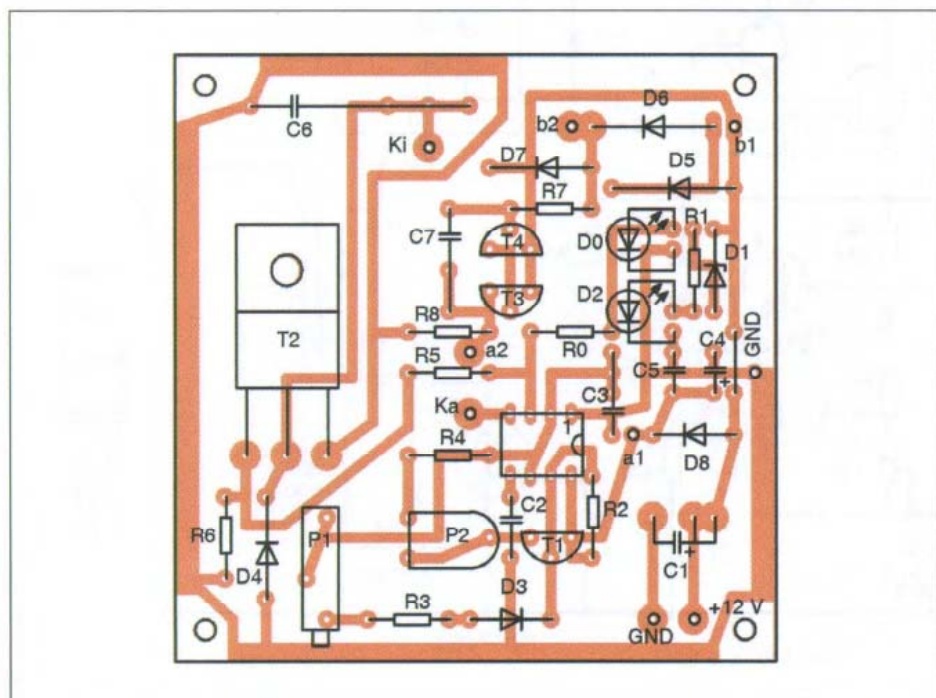 C6
Ki
b2
D6
b1
D7
D5
R7
C7
T4
D0
R1
D1
T3
D2
T2
R8
a2
R0
GND
C4
R5
C5
Ka
C3
1
R4
a1
D8
C2
R2
R6
P1
P2
T1
C1
D4
D3
+12 V
R3
GND
+
+